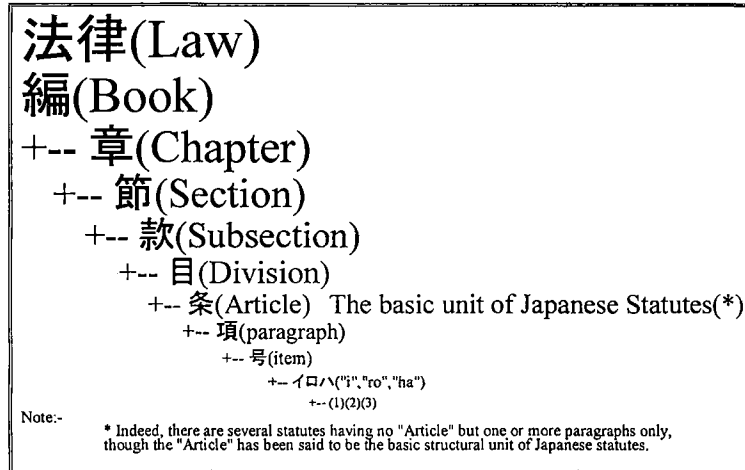 法律(Law)
編(Book)
+-- 章(Chapter)
+-- 節(Section)
+-- 款(Subsection)
+-- 目(Division)
+-- 条(Article) The basic unit of Japanese Statutes(*)
+-- 項(paragraph)
+-- 号(item)
+-- イロハ("i","ro","ha")
+-- (1)(2)(3)
Note:-
* Indeed, there are several statutes having no "Article" but one or more paragraphs only,
though the "Article" has been said to be the basic structural unit of Japanese statutes.